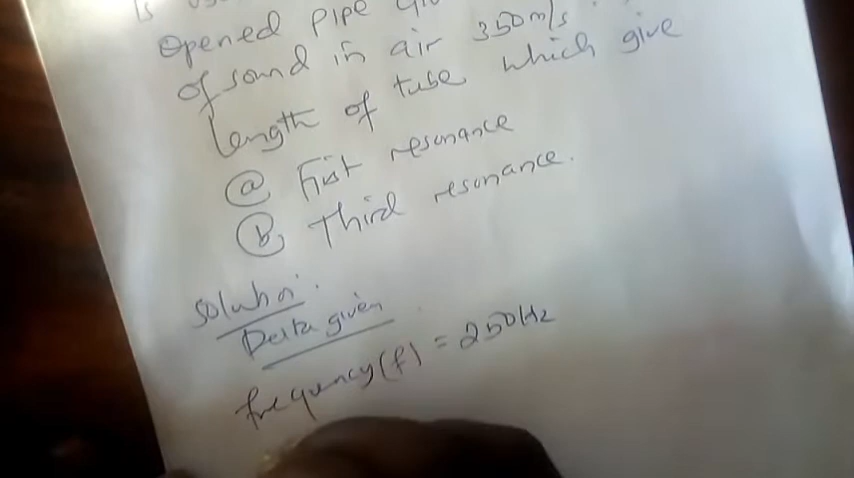 is
opened pipe
of sound in air 350m/s
length of tube which give
(a) First resonance
(b) Third resonance.
Solution:
Data given
frequency(f) = 250Hz